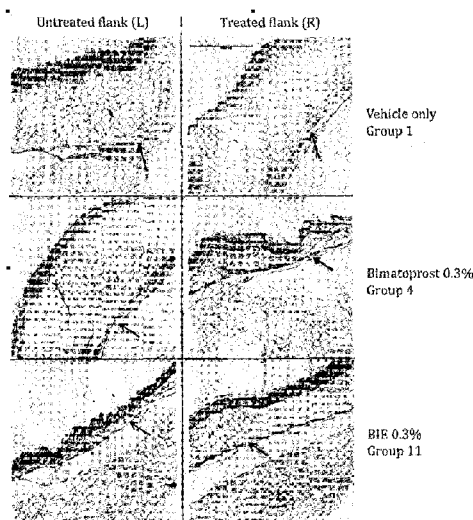 Untreated flank (L)
Treated flank (R)
Vehicle only
Group 1
Bimatoprost 0.3%
Group 4
BIE 0.3%
Group 11